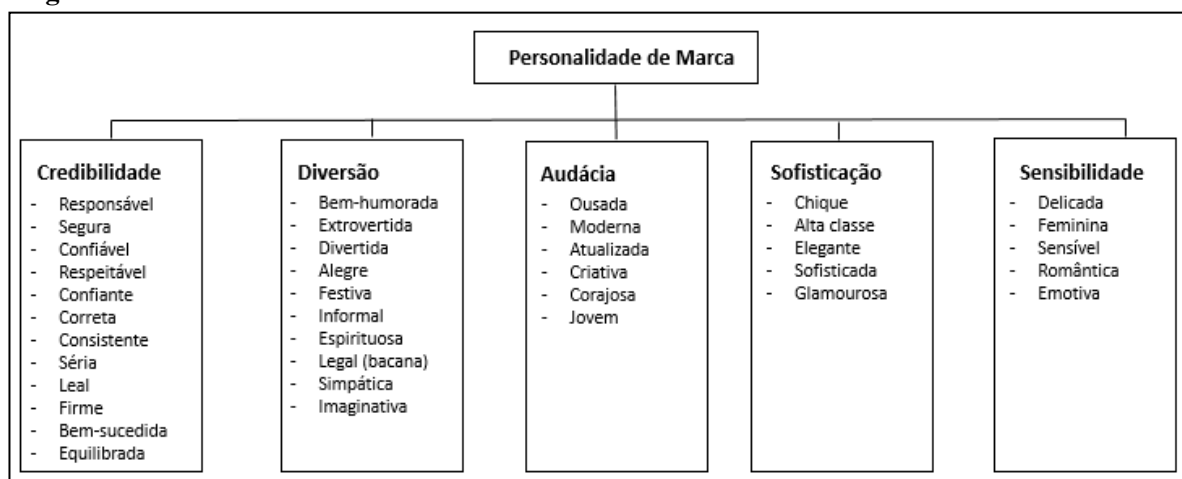 Personalidade de Marca
Credibilidade
- Responsável
- Segura
- Confiável
- Respeitável
- Confiante
- Correta
- Consistente
- Séria
- Leal
- Firme
- Bem-sucedida
- Equilibrada
Diversão
- Bem-humorada
- Extrovertida
- Divertida
- Alegre
- Festiva
- Informal
- Espirituosa
- Legal (bacana)
- Simpática
- Imaginativa
Audácia
- Ousada
- Moderna
- Atualizada
- Criativa
- Corajosa
- Jovem
Sofisticação
- Chique
- Alta classe
- Elegante
- Sofisticada
- Glamourosa
Sensibilidade
- Delicada
- Feminina
- Sensível
- Romântica
- Emotiva